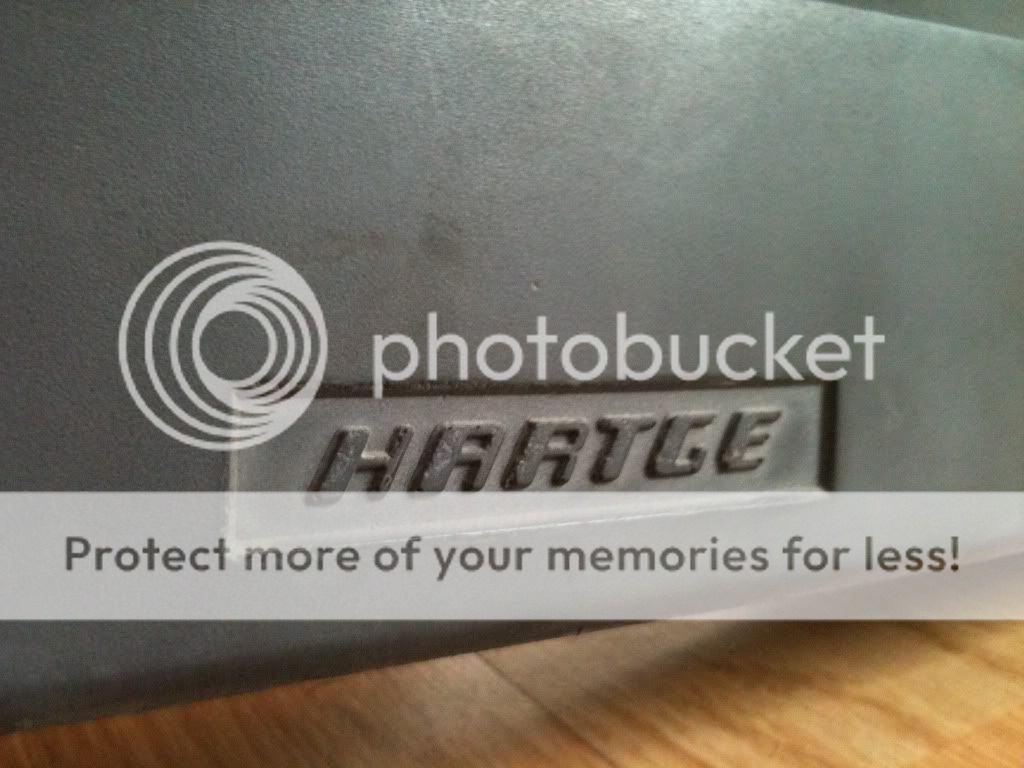 photobucket
HARTGE
Protect more of your memories for less!